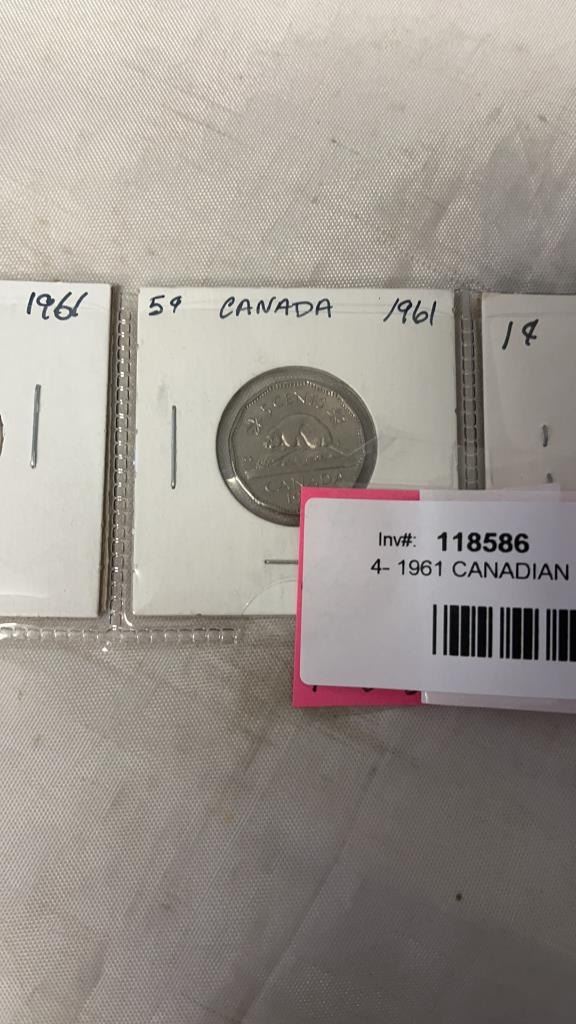 1961
5¢ CANADA 1961
1¢
5 CENTS
CANADA
Inv#: 118586
4- 1961 CANADIAN